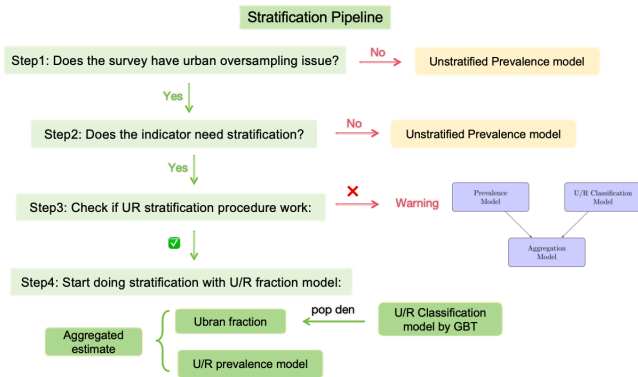 Stratification Pipeline
Step1: Does the survey have urban oversampling issue?
No
Unstratified Prevalence model
Yes
Step2: Does the indicator need stratification?
No
Unstratified Prevalence model
Yes
Step3: Check if UR stratification procedure work:
Warning
Prevalence
Model
U/R Classification
Model
Aggregation
Model
Step4: Start doing stratification with U/R fraction model:
Aggregated
estimate
Ubran fraction
pop den
U/R Classification
model by GBT
U/R prevalence model